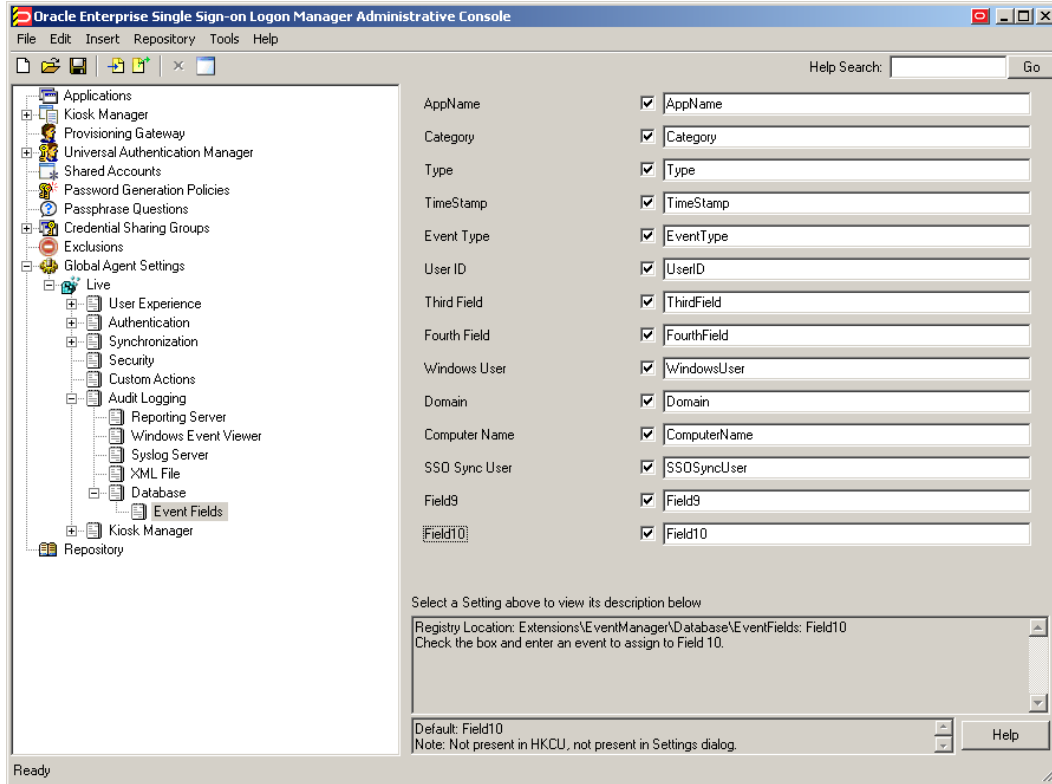 Oracle Enterprise Single Sign-on Logon Manager Administrative Console
File Edit Insert Repository Tools Help
Help Search: Go
Applications
Kiosk Manager
Provisioning Gateway
Universal Authentication Manager
Shared Accounts
Password Generation Policies
Passphrase Questions
Credential Sharing Groups
Exclusions
Global Agent Settings
Live
User Experience
Authentication
Synchronization
Security
Custom Actions
Audit Logging
Reporting Server
Windows Event Viewer
Syslog Server
XML File
Database
Event Fields
Kiosk Manager
Repository
AppName AppName
Category Category
Type Type
TimeStamp TimeStamp
Event Type EventType
User ID UserID
Third Field ThirdField
Fourth Field FourthField
Windows User WindowsUser
Domain Domain
Computer Name ComputerName
SSO Sync User SSOSyncUser
Field9 Field9
Field10 Field10
Select a Setting above to view its description below
Registry Location: Extensions\EventManager\Database\EventFields: Field10
Check the box and enter an event to assign to Field 10.
Default: Field10
Note: Not present in HKCU, not present in Settings dialog.
Help
Ready